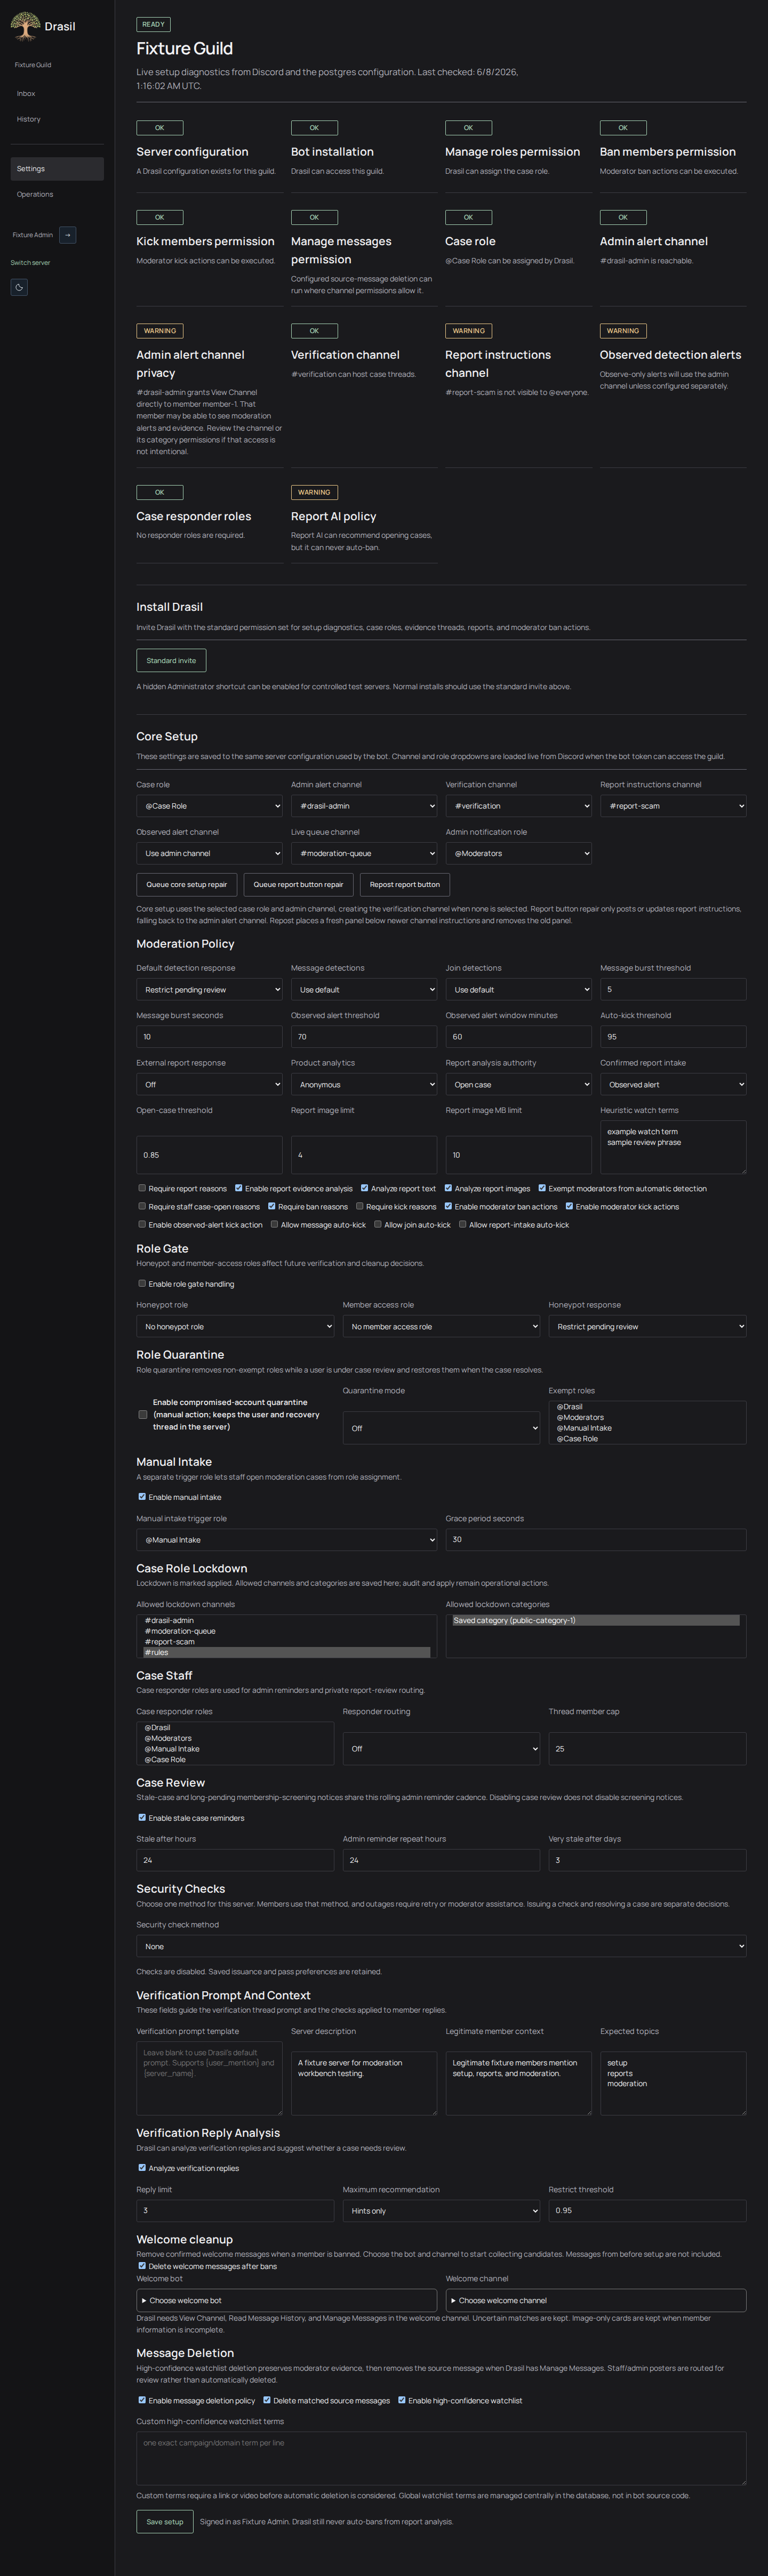 Drasil
Fixture Guild
Inbox
History
Settings
Operations
Fixture Admin
Switch server
READY
Fixture Guild
Live setup diagnostics from Discord and the postgres configuration. Last checked: 6/8/2026,
1:16:02 AM UTC.
OK
Server configuration
A Drasil configuration exists for this guild.
OK
Bot installation
Drasil can access this guild.
OK
Manage roles permission
Drasil can assign the case role.
OK
Ban members permission
Moderator ban actions can be executed.
OK
Kick members permission
Moderator kick actions can be executed.
OK
Manage messages
permission
Configured source-message deletion can
run where channel permissions allow it.
OK
Case role
@Case Role can be assigned by Drasil.
OK
Admin alert channel
#drasil-admin is reachable.
WARNING
Admin alert channel
privacy
#drasil-admin grants View Channel
directly to member member-1. That
member may be able to see moderation
alerts and evidence. Review the channel or
its category permissions if that access is
not intentional.
OK
Verification channel
#verification can host case threads.
WARNING
Report instructions
channel
#report-scam is not visible to @everyone.
WARNING
Observed detection alerts
Observe-only alerts will use the admin
channel unless configured separately.
OK
Case responder roles
No responder roles are required.
WARNING
Report AI policy
Report AI can recommend opening cases,
but it can never auto-ban.
Install Drasil
Invite Drasil with the standard permission set for setup diagnostics, case roles, evidence threads, reports, and moderator ban actions.
Standard invite
A hidden Administrator shortcut can be enabled for controlled test servers. Normal installs should use the standard invite above.
Core Setup
These settings are saved to the same server configuration used by the bot. Channel and role dropdowns are loaded live from Discord when the bot token can access the guild.
Case role
@Case Role
Admin alert channel
#drasil-admin
Verification channel
#verification
Report instructions channel
#report-scam
Observed alert channel
Use admin channel
Live queue channel
#moderation-queue
Admin notification role
@Moderators
Queue core setup repair
Queue report button repair
Repost report button
Core setup uses the selected case role and admin channel, creating the verification channel when none is selected. Report button repair only posts or updates report instructions,
falling back to the admin alert channel. Repost places a fresh panel below newer channel instructions and removes the old panel.
Moderation Policy
Default detection response
Restrict pending review
Message detections
Use default
Join detections
Use default
Message burst threshold
5
Message burst seconds
10
Observed alert threshold
70
Observed alert window minutes
60
Auto-kick threshold
95
External report response
Off
Product analytics
Anonymous
Report analysis authority
Open case
Confirmed report intake
Observed alert
Open-case threshold
0.85
Report image limit
4
Report image MB limit
10
Heuristic watch terms
example watch term
sample review phrase
Require report reasons
Enable report evidence analysis
Analyze report text
Analyze report images
Exempt moderators from automatic detection
Require staff case-open reasons
Require ban reasons
Require kick reasons
Enable moderator ban actions
Enable moderator kick actions
Enable observed-alert kick action
Allow message auto-kick
Allow join auto-kick
Allow report-intake auto-kick
Role Gate
Honeypot and member-access roles affect future verification and cleanup decisions.
Enable role gate handling
Honeypot role
No honeypot role
Member access role
No member access role
Honeypot response
Restrict pending review
Role Quarantine
Role quarantine removes non-exempt roles while a user is under case review and restores them when the case resolves.
Enable compromised-account quarantine
(manual action; keeps the user and recovery
thread in the server)
Quarantine mode
Off
Exempt roles
@Drasil
@Moderators
@Manual Intake
@Case Role
Manual Intake
A separate trigger role lets staff open moderation cases from role assignment.
Enable manual intake
Manual intake trigger role
@Manual Intake
Grace period seconds
30
Case Role Lockdown
Lockdown is marked applied. Allowed channels and categories are saved here; audit and apply remain operational actions.
Allowed lockdown channels
#drasil-admin
#moderation-queue
#report-scam
#rules
Allowed lockdown categories
Saved category (public-category-1)
Case Staff
Case responder roles are used for admin reminders and private report-review routing.
Case responder roles
@Drasil
@Moderators
@Manual Intake
@Case Role
Responder routing
Off
Thread member cap
25
Case Review
Stale-case and long-pending membership-screening notices share this rolling admin reminder cadence. Disabling case review does not disable screening notices.
Enable stale case reminders
Stale after hours
24
Admin reminder repeat hours
24
Very stale after days
3
Security Checks
Choose one method for this server. Members use that method, and outages require retry or moderator assistance. Issuing a check and resolving a case are separate decisions.
Security check method
None
Checks are disabled. Saved issuance and pass preferences are retained.
Verification Prompt And Context
These fields guide the verification thread prompt and the checks applied to member replies.
Verification prompt template
Leave blank to use Drasil's default
prompt. Supports {user_mention} and
{server_name}.
Server description
A fixture server for moderation
workbench testing.
Legitimate member context
Legitimate fixture members mention
setup, reports, and moderation.
Expected topics
setup
reports
moderation
Verification Reply Analysis
Drasil can analyze verification replies and suggest whether a case needs review.
Analyze verification replies
Reply limit
3
Maximum recommendation
Hints only
Restrict threshold
0.95
Welcome cleanup
Remove confirmed welcome messages when a member is banned. Choose the bot and channel to start collecting candidates. Messages from before setup are not included.
Delete welcome messages after bans
Welcome bot
Choose welcome bot
Welcome channel
Choose welcome channel
Drasil needs View Channel, Read Message History, and Manage Messages in the welcome channel. Uncertain matches are kept. Image-only cards are kept when member
information is incomplete.
Message Deletion
High-confidence watchlist deletion preserves moderator evidence, then removes the source message when Drasil has Manage Messages. Staff/admin posters are routed for
review rather than automatically deleted.
Enable message deletion policy
Delete matched source messages
Enable high-confidence watchlist
Custom high-confidence watchlist terms
one exact campaign/domain term per line
Custom terms require a link or video before automatic deletion is considered. Global watchlist terms are managed centrally in the database, not in bot source code.
Save setup
Signed in as Fixture Admin. Drasil still never auto-bans from report analysis.